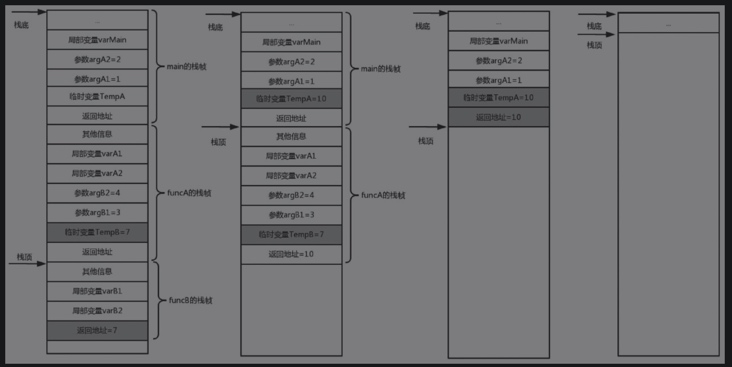 栈底
...
局部变量varMain
参数argA2=2
参数argA1=1
临时变量TempA
返回地址
main的栈帧
其他信息
局部变量varA1
局部变量varA2
参数argB2=4
参数argB1=3
临时变量TempB=7
返回地址
funcA的栈帧
栈顶
其他信息
局部变量varB1
局部变量varB2
返回地址=7
funcB的栈帧
栈底
...
局部变量varMain
参数argA2=2
参数argA1=1
临时变量TempA=10
返回地址
main的栈帧
栈顶
其他信息
局部变量varA1
局部变量varA2
参数argB2=4
参数argB1=3
临时变量TempB=7
返回地址=10
funcA的栈帧
栈底
...
局部变量varMain
参数argA2=2
参数argA1=1
临时变量TempA=10
返回地址=10
栈顶
栈底
...
栈顶